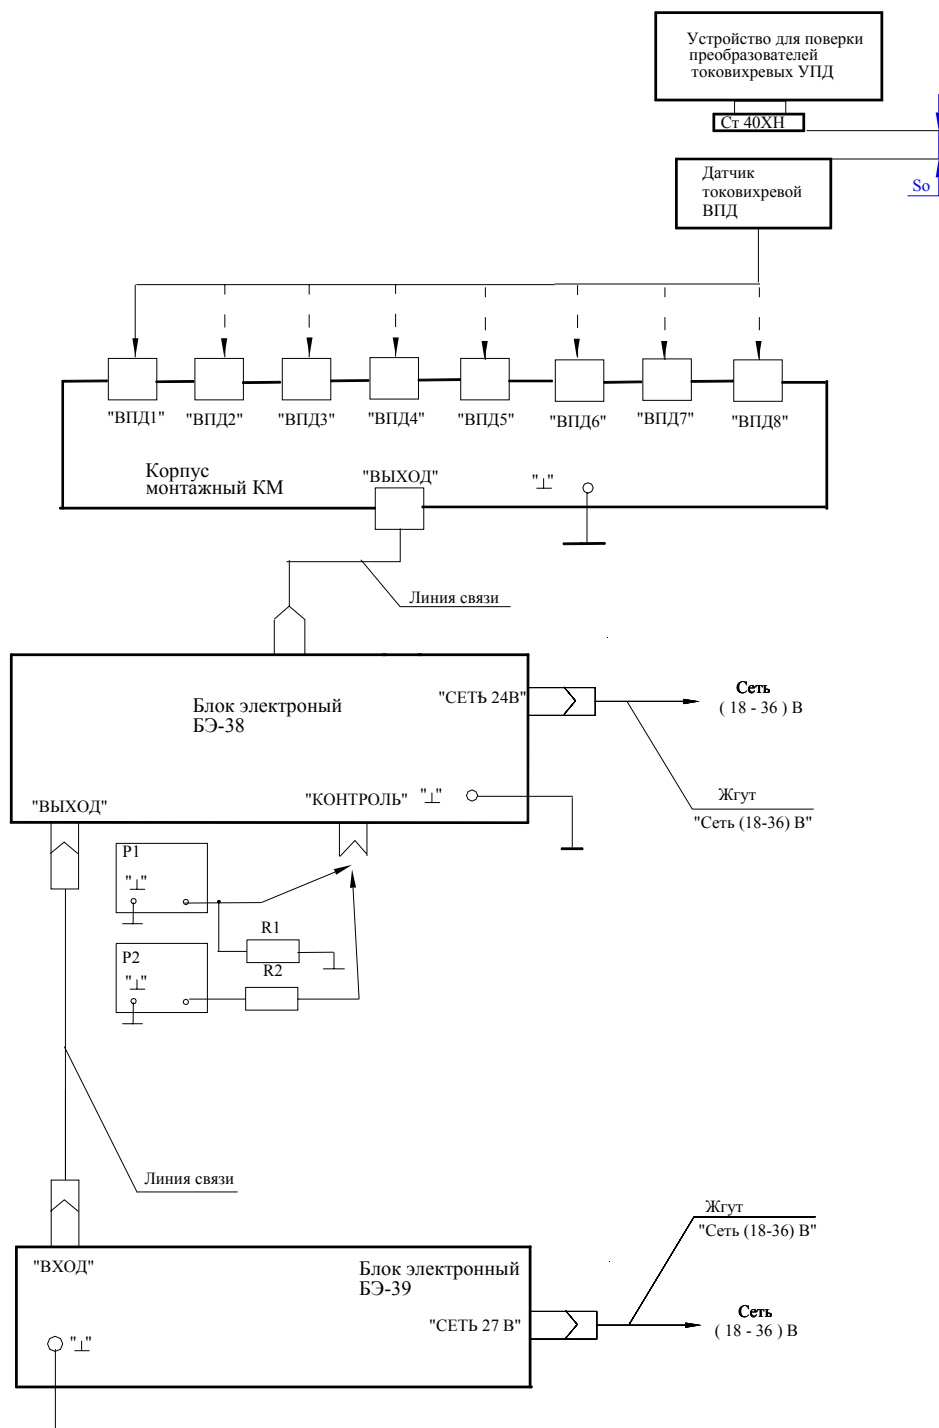 Устройство для поверки
преобразователей
токовихревых УПД
Ст 40ХН
Датчик
токовихревой
ВПД
So
"ВПД1" "ВПД2" "ВПД3" "ВПД4" "ВПД5" "ВПД6" "ВПД7" "ВПД8"
Корпус
монтажный КМ
"ВЫХОД"
"⊥"
Линия связи
Блок электроный
БЭ-38
"СЕТЬ 24В"
Сеть
( 18 - 36 ) В
Жгут
"Сеть (18-36) В"
"ВЫХОД"
"КОНТРОЛЬ" "⊥"
P1
"⊥"
R1
P2
"⊥"
R2
Линия связи
Жгут
"Сеть (18-36) В"
"ВХОД"
Блок электронный
БЭ-39
"СЕТЬ 27 В"
Сеть
( 18 - 36 ) В
"⊥"